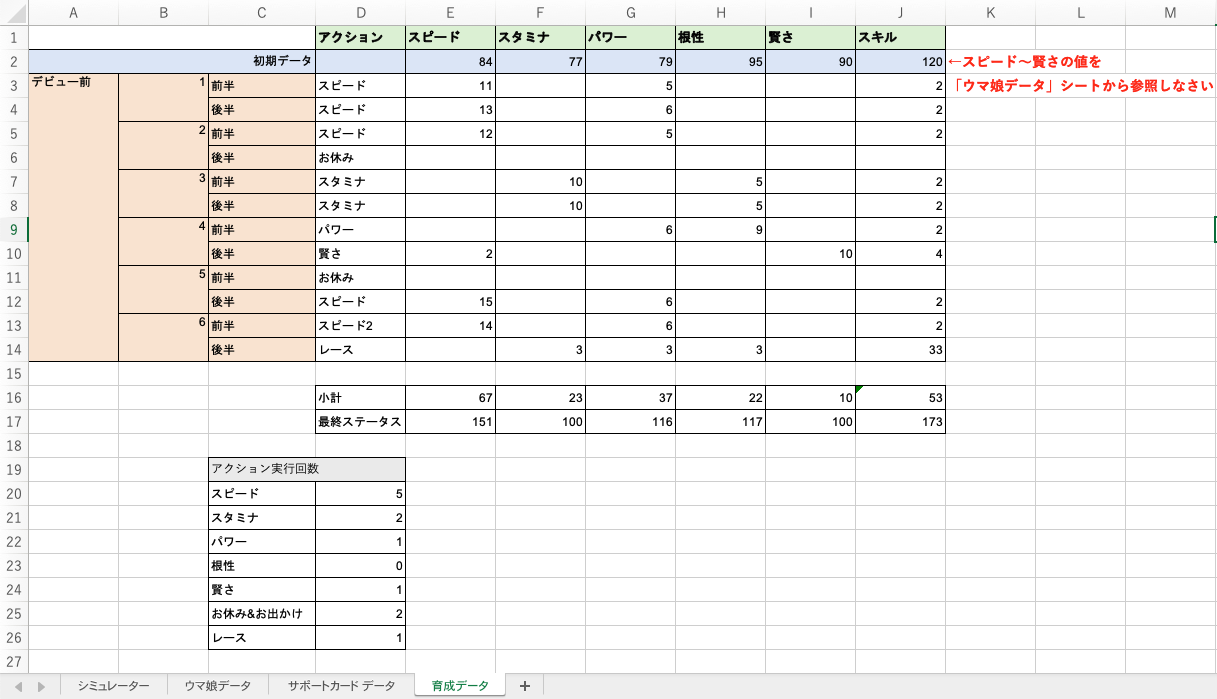 A B C D E F G H I J K L M
1 アクション スピード スタミナ パワー 根性 賢さ スキル
2 初期データ 84 77 79 95 90 120 ←スピード〜賢さの値を
3 デビュー前 1 前半 スピード 11 5 2 「ウマ娘データ」シートから参照しなさい
4 後半 スピード 13 6 2
5 2 前半 スピード 12 5 2
6 後半 お休み
7 3 前半 スタミナ 10 5 2
8 後半 スタミナ 10 5 2
9 4 前半 パワー 6 9 2
10 後半 賢さ 2 10 4
11 5 前半 お休み
12 後半 スピード 15 6 2
13 6 前半 スピード2 14 6 2
14 後半 レース 3 3 3 33
15
16 小計 67 23 37 22 10 53
17 最終ステータス 151 100 116 117 100 173
18
19 アクション実行回数
20 スピード 5
21 スタミナ 2
22 パワー 1
23 根性 0
24 賢さ 1
25 お休み&お出かけ 2
26 レース 1
27
シミュレーター ウマ娘データ サポートカード データ 育成データ +